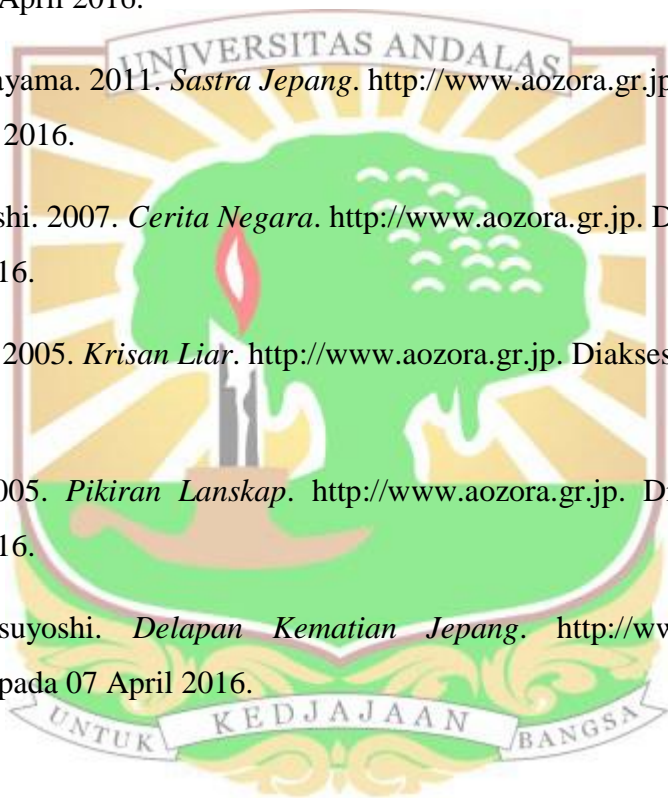 April 2016.
UNIVERSITAS ANDALAS
ayama. 2011. Sastra Jepang. http://www.aozora.gr.jp
2016.
shi. 2007. Cerita Negara. http://www.aozora.gr.jp. D
16.
2005. Krisan Liar. http://www.aozora.gr.jp. Diakses
005. Pikiran Lanskap. http://www.aozora.gr.jp. Di
16.
suyoshi. Delapan Kematian Jepang. http://ww
pada 07 April 2016.
UNTUK KEDJAJAAN BANGSA